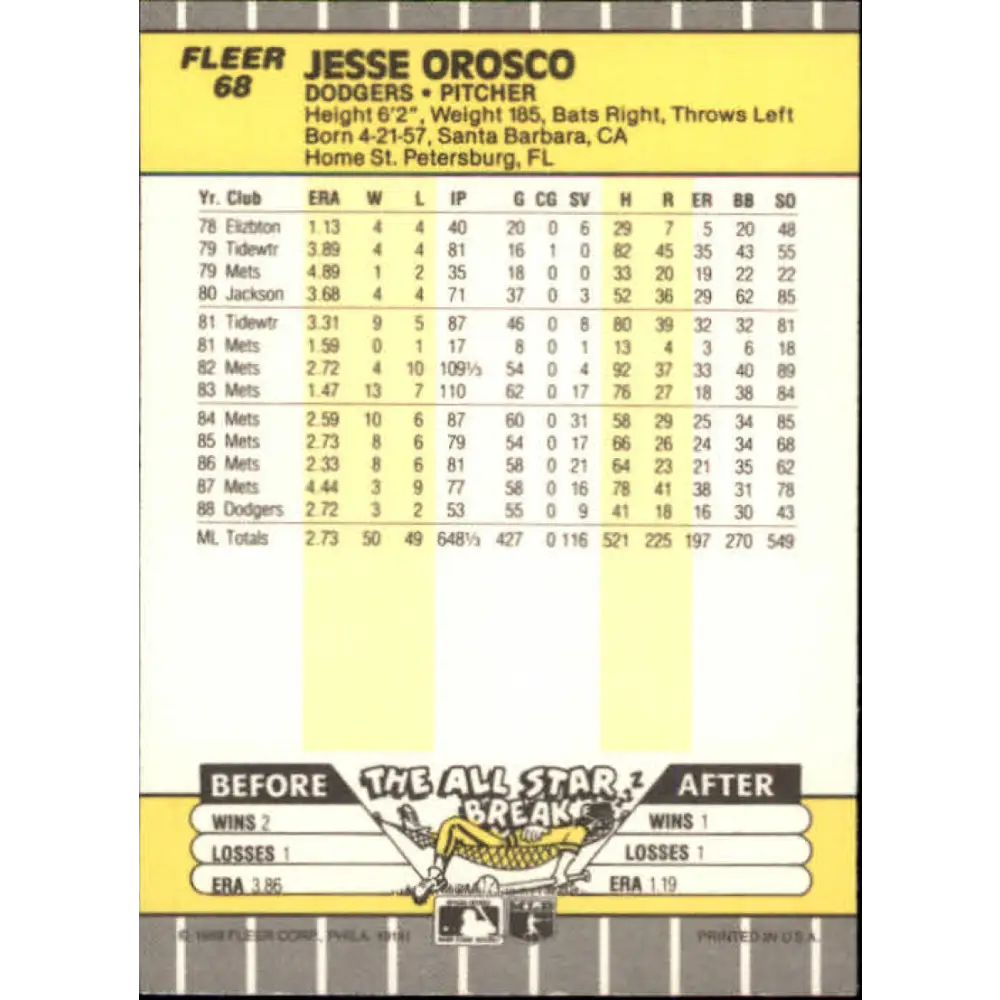 FLEER
68
JESSE OROSCO
DODGERS • PITCHER
Height 6'2", Weight 185, Bats Right, Throws Left
Born 4-21-57, Santa Barbara, CA
Home St. Petersburg, FL
Yr. Club ERA W L IP G CG SV H R ER BB SO
78 Elizbton 1.13 4 4 40 20 0 6 29 7 5 20 48
79 Tidewtr 3.89 4 4 81 16 1 0 82 45 35 43 55
79 Mets 4.89 1 2 35 18 0 0 33 20 19 22 22
80 Jackson 3.68 4 4 71 37 0 3 52 36 29 62 85
81 Tidewtr 3.31 9 5 87 46 0 8 80 39 32 32 81
81 Mets 1.59 0 1 17 8 0 1 13 4 3 6 18
82 Mets 2.72 4 10 109⅓ 54 0 4 92 37 33 40 89
83 Mets 1.47 13 7 110 62 0 17 76 27 18 38 84
84 Mets 2.59 10 6 87 60 0 31 58 29 25 34 85
85 Mets 2.73 8 6 79 54 0 17 66 26 24 34 68
86 Mets 2.33 8 6 81 58 0 21 64 23 21 35 62
87 Mets 4.44 3 9 77 58 0 16 78 41 38 31 78
88 Dodgers 2.72 3 2 53 55 0 9 41 18 16 30 43
ML Totals 2.73 50 49 648⅓ 427 0 116 521 225 197 270 549
BEFORE THE ALL STAR BREAK AFTER
WINS 2 WINS 1
LOSSES 1 LOSSES 1
ERA 3.86 ERA 1.19
FLEER CORP., PHILA. 19141 PRINTED IN U.S.A.